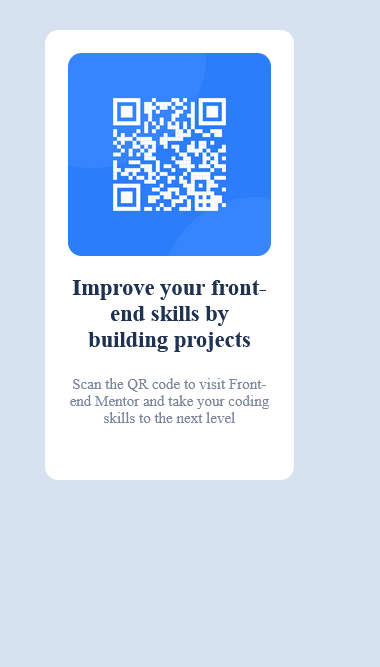 Improve your front-
end skills by
building projects
Scan the QR code to visit Front-
end Mentor and take your coding
skills to the next level